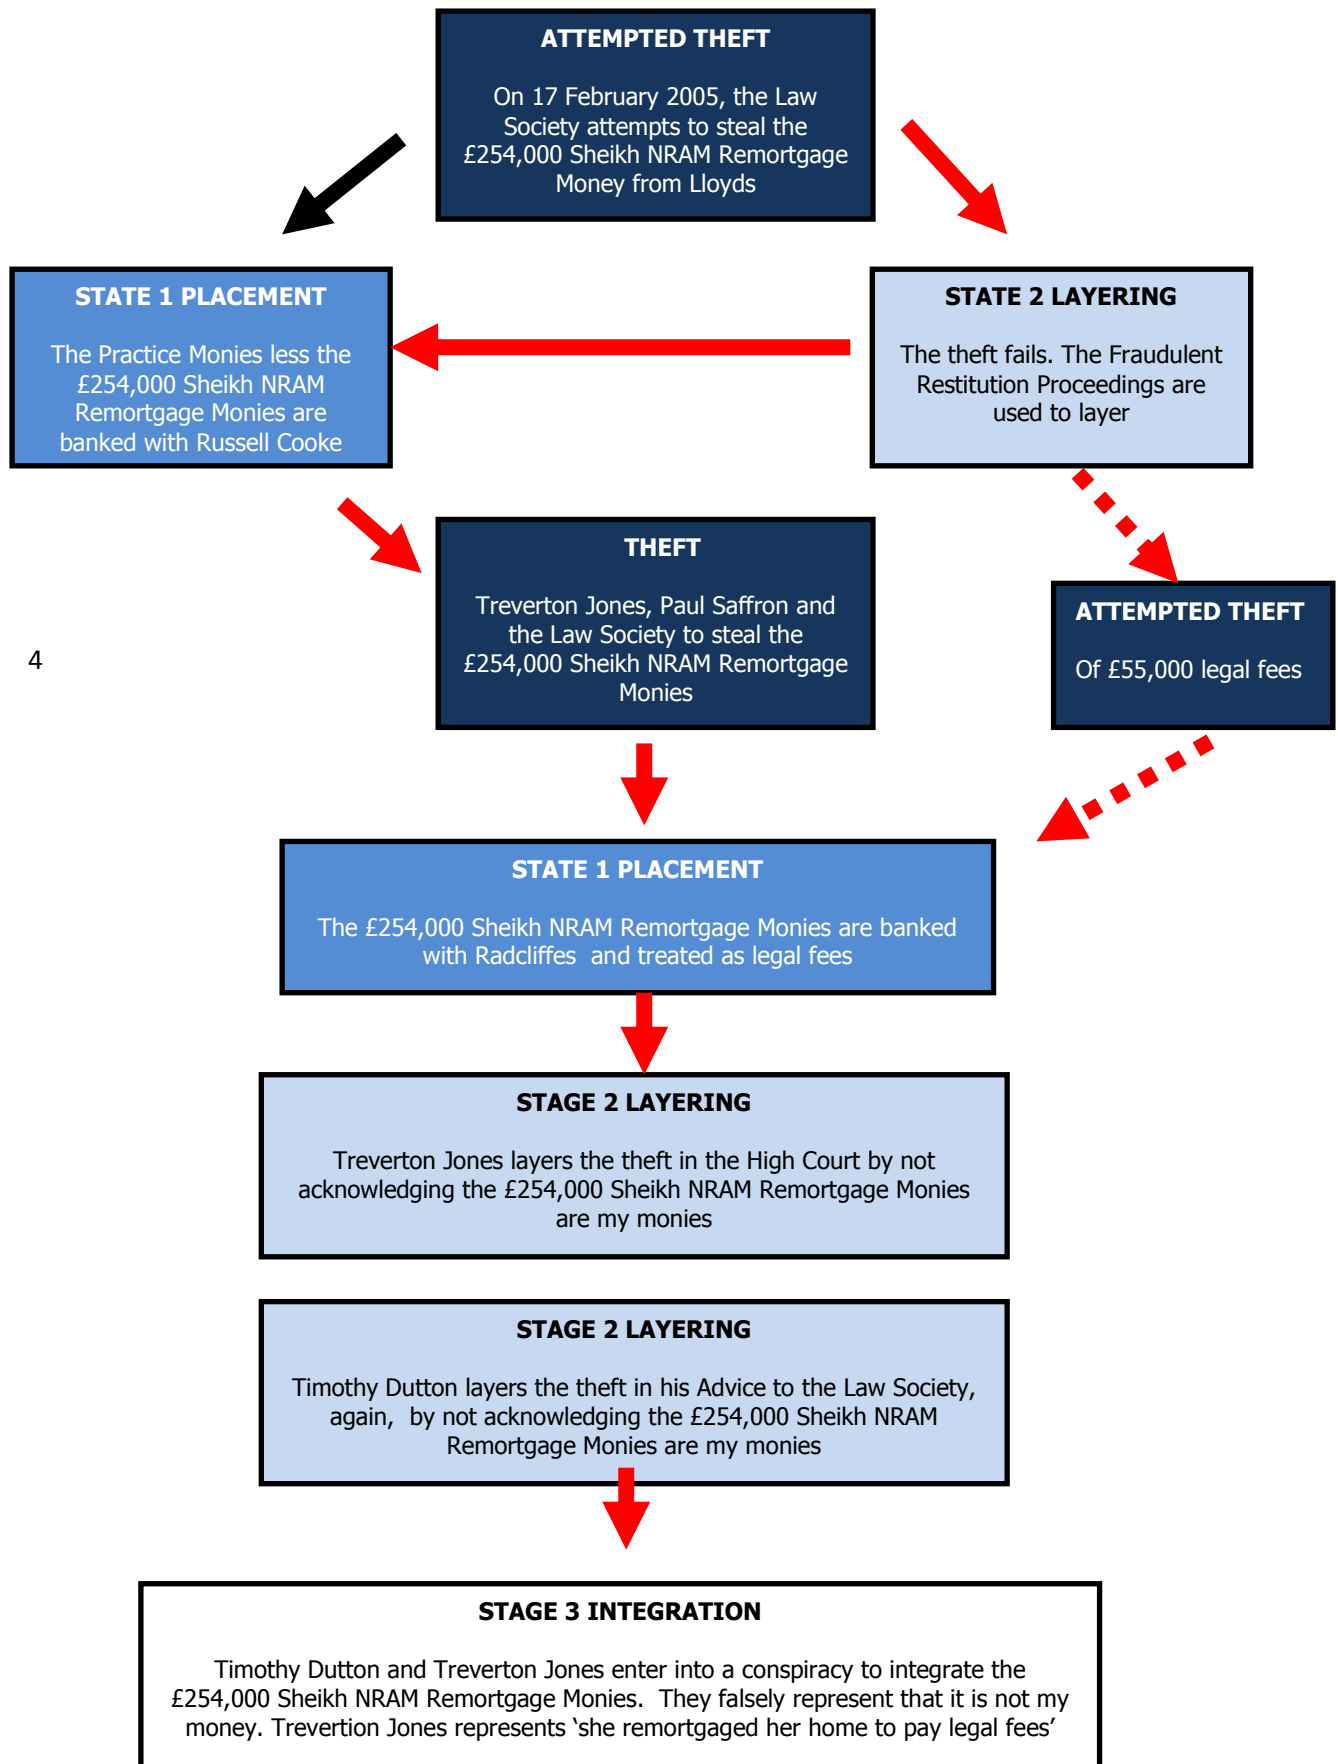 ATTEMPTED THEFT
On 17 February 2005, the Law
Society attempts to steal the
£254,000 Sheikh NRAM Remortgage
Money from Lloyds
STATE 1 PLACEMENT
The Practice Monies less the
£254,000 Sheikh NRAM
Remortgage Monies are
banked with Russell Cooke
STATE 2 LAYERING
The theft fails. The Fraudulent
Restitution Proceedings are
used to layer
THEFT
Treverton Jones, Paul Saffron and
the Law Society to steal the
£254,000 Sheikh NRAM Remortgage
Monies
ATTEMPTED THEFT
Of £55,000 legal fees
4
STATE 1 PLACEMENT
The £254,000 Sheikh NRAM Remortgage Monies are banked
with Radcliffes  and treated as legal fees
STAGE 2 LAYERING
Treverton Jones layers the theft in the High Court by not
acknowledging the £254,000 Sheikh NRAM Remortgage Monies
are my monies
STAGE 2 LAYERING
Timothy Dutton layers the theft in his Advice to the Law Society,
again,  by not acknowledging the £254,000 Sheikh NRAM
Remortgage Monies are my monies
STAGE 3 INTEGRATION
Timothy Dutton and Treverton Jones enter into a conspiracy to integrate the
£254,000 Sheikh NRAM Remortgage Monies.  They falsely represent that it is not my
money. Trevertion Jones represents ‘she remortgaged her home to pay legal fees’